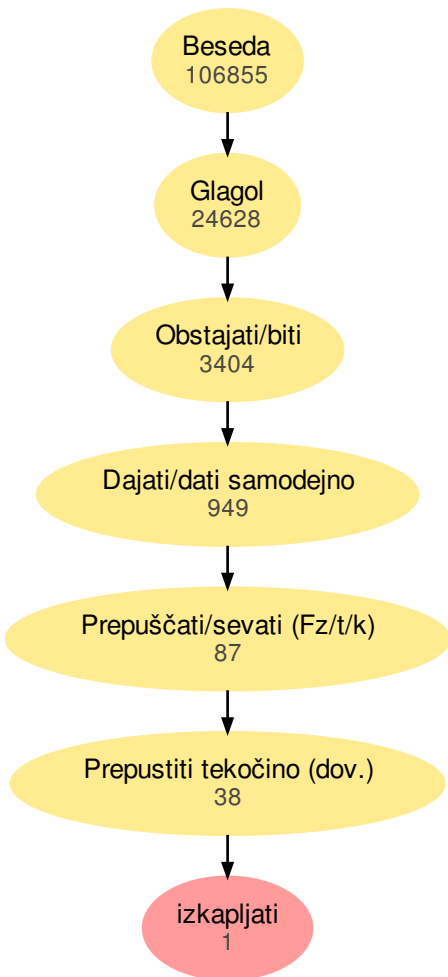 Beseda
106855
Glagol
24628
Obstajati/biti
3404
Dajati/dati samodejno
949
Prepuščati/sevati (Fz/t/k)
87
Prepustiti tekočino (dov.)
38
izkapljati
1